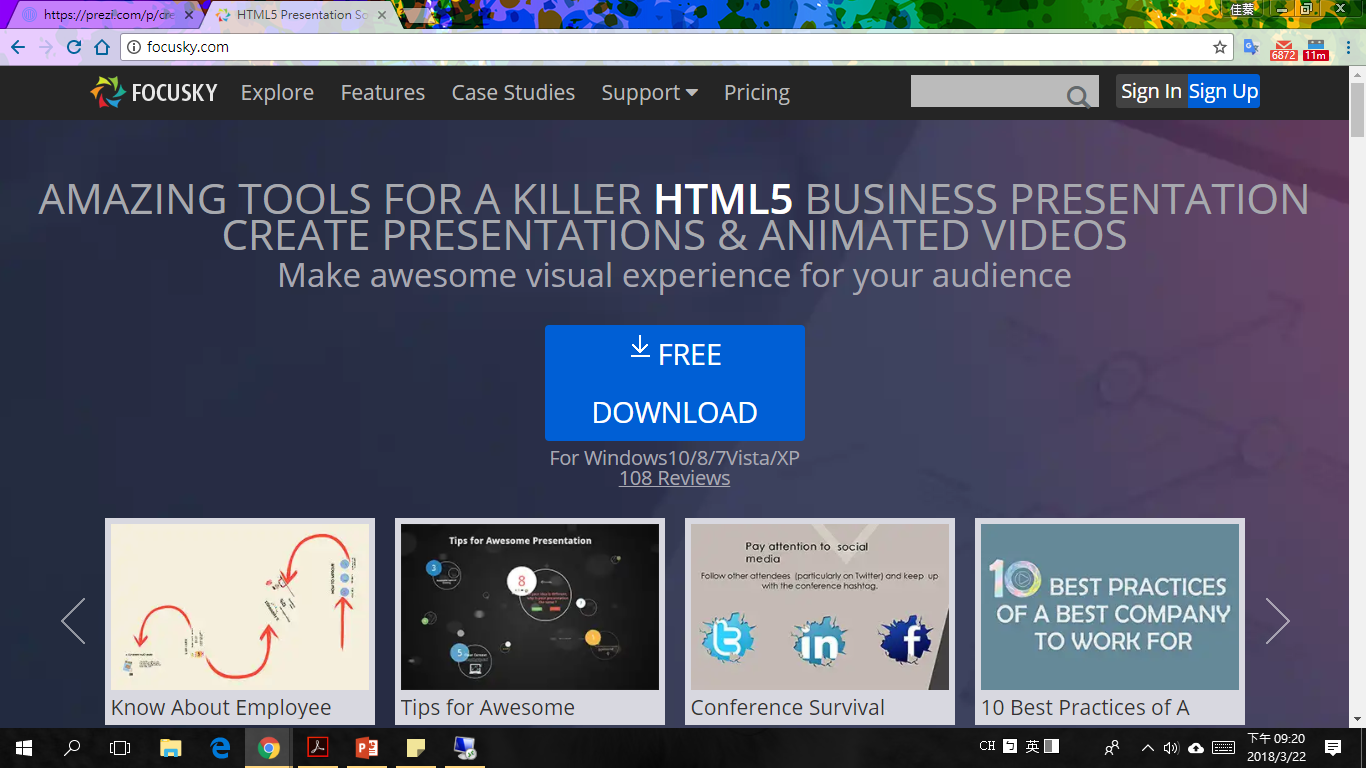 https://prezi.com/p/cre
HTML5 Presentation So
佳蓁
focusky.com
6872
11m
FOCUSKY
Explore
Features
Case Studies
Support
Pricing
Sign In
Sign Up
AMAZING TOOLS FOR A KILLER HTML5 BUSINESS PRESENTATION
CREATE PRESENTATIONS & ANIMATED VIDEOS
Make awesome visual experience for your audience
FREE
DOWNLOAD
For Windows10/8/7Vista/XP
108 Reviews
Tips for Awesome Presentation
3
8
5
1
Pay attention to social
media
Follow other attendees (particularly on Twitter) and keep up
with the conference hashtag.
in
f
10 BEST PRACTICES
OF A BEST COMPANY
TO WORK FOR
Know About Employee
Tips for Awesome
Conference Survival
10 Best Practices of A
CH
英
下午 09:20
2018/3/22